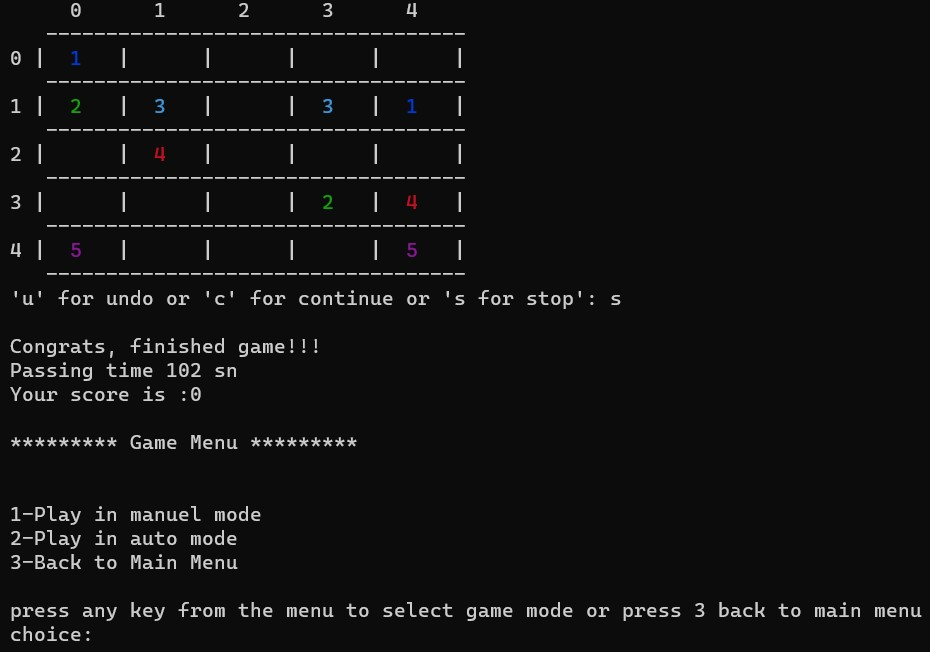 0      1      2      3      4
   -----------------------------------
0 |  1   |      |      |      |      |
   -----------------------------------
1 |  2   |  3   |      |  3   |  1   |
   -----------------------------------
2 |      |  4   |      |      |      |
   -----------------------------------
3 |      |      |      |  2   |  4   |
   -----------------------------------
4 |  5   |      |      |      |  5   |
   -----------------------------------
'u' for undo or 'c' for continue or 's for stop': s
Congrats, finished game!!!
Passing time 102 sn
Your score is :0
********* Game Menu *********
1-Play in manuel mode
2-Play in auto mode
3-Back to Main Menu
press any key from the menu to select game mode or press 3 back to main menu
choice: